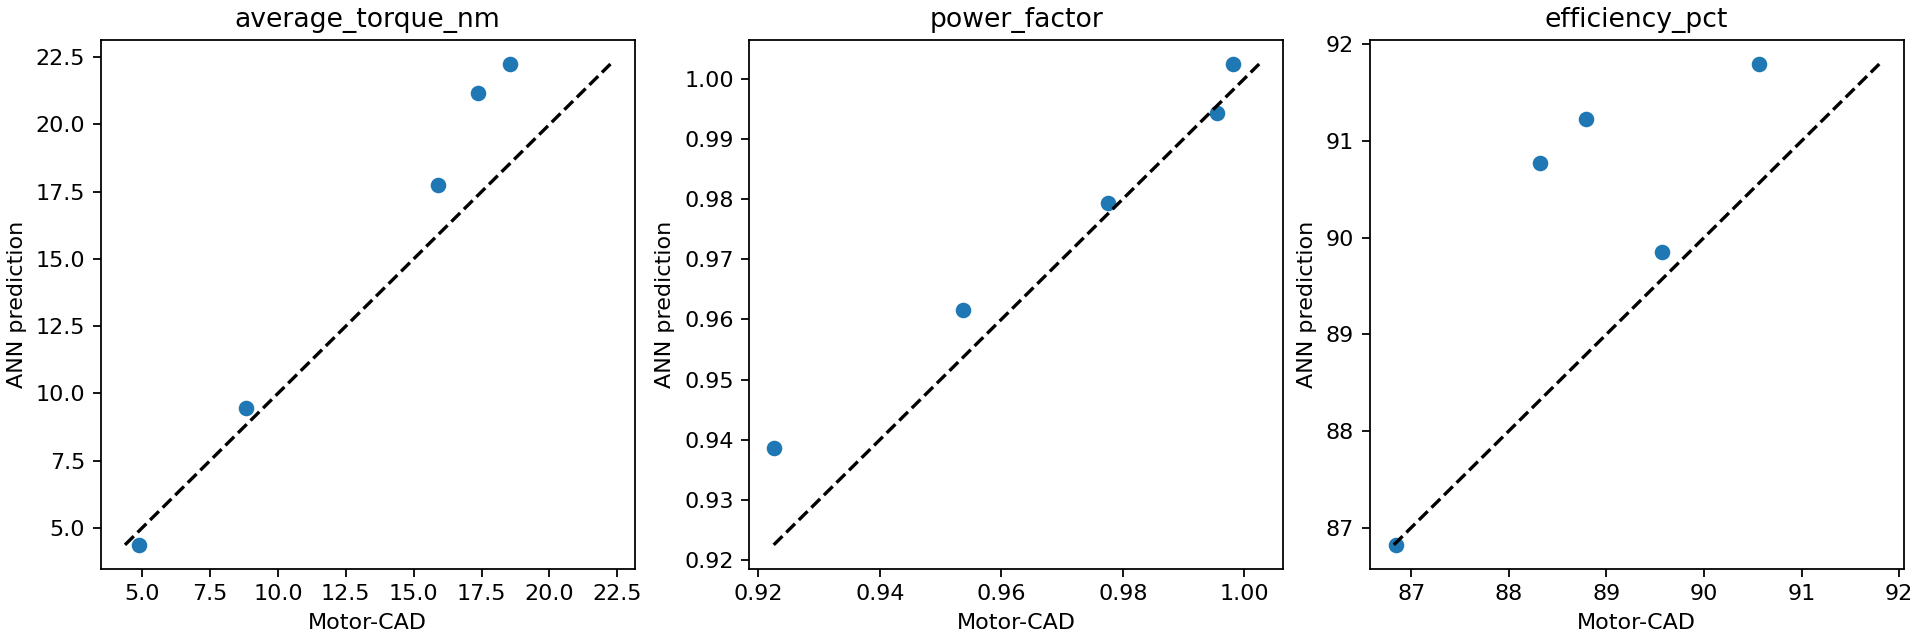 average_torque_nm
22.5
20.0
17.5
15.0
12.5
10.0
7.5
5.0
ANN prediction
5.0 7.5 10.0 12.5 15.0 17.5 20.0 22.5
Motor-CAD
power_factor
1.00
0.99
0.98
0.97
0.96
0.95
0.94
0.93
0.92
ANN prediction
0.92 0.94 0.96 0.98 1.00
Motor-CAD
efficiency_pct
92
91
90
89
88
87
ANN prediction
87 88 89 90 91 92
Motor-CAD